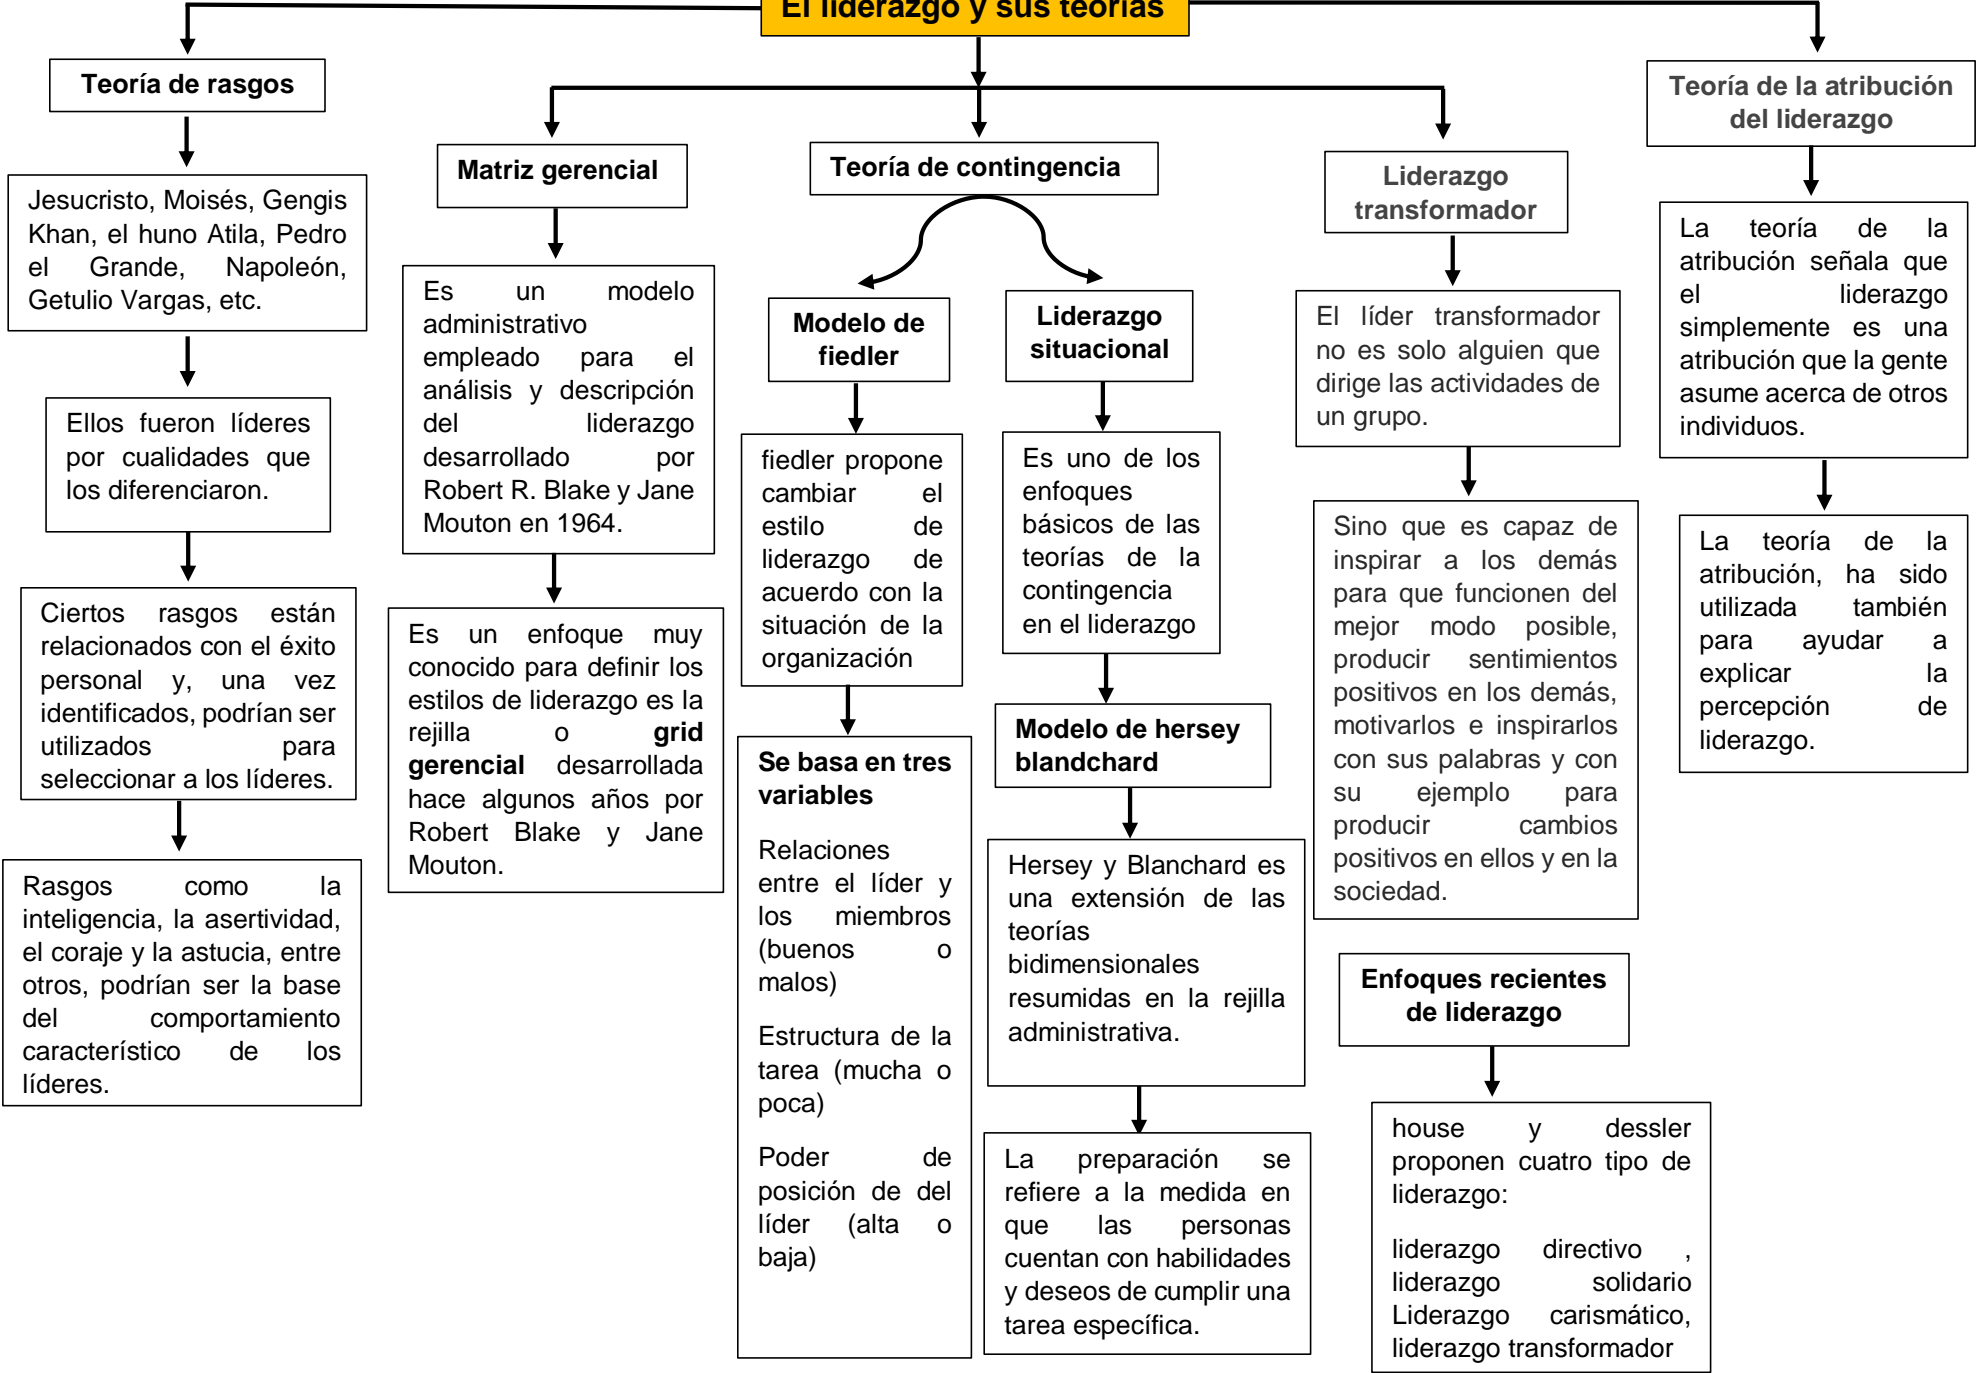 El liderazgo y sus teorías
Teoría de rasgos
Jesucristo, Moisés, Gengis
Khan, el huno Atila, Pedro
el Grande, Napoleón,
Getulio Vargas, etc.
Ellos fueron líderes
por cualidades que
los diferenciaron.
Ciertos rasgos están
relacionados con el éxito
personal y, una vez
identificados, podrían ser
utilizados para
seleccionar a los líderes.
Rasgos como la
inteligencia, la asertividad,
el coraje y la astucia, entre
otros, podrían ser la base
del comportamiento
característico de los
líderes.
Matriz gerencial
Es un modelo
administrativo
empleado para el
análisis y descripción
del liderazgo
desarrollado por
Robert R. Blake y Jane
Mouton en 1964.
Es un enfoque muy
conocido para definir los
estilos de liderazgo es la
rejilla o grid
gerencial desarrollada
hace algunos años por
Robert Blake y Jane
Mouton.
Teoría de contingencia
Modelo de
fiedler
fiedler propone
cambiar el
estilo de
liderazgo de
acuerdo con la
situación de la
organización
Se basa en tres
variables
Relaciones
entre el líder y
los miembros
(buenos o
malos)
Estructura de la
tarea (mucha o
poca)
Poder de
posición de del
líder (alta o
baja)
Liderazgo
situacional
Es uno de los
enfoques
básicos de las
teorías de la
contingencia
en el liderazgo
Modelo de hersey
blandchard
Hersey y Blanchard es
una extensión de las
teorías
bidimensionales
resumidas en la rejilla
administrativa.
La preparación se
refiere a la medida en
que las personas
cuentan con habilidades
y deseos de cumplir una
tarea específica.
Liderazgo
transformador
El líder transformador
no es solo alguien que
dirige las actividades de
un grupo.
Sino que es capaz de
inspirar a los demás
para que funcionen del
mejor modo posible,
producir sentimientos
positivos en los demás,
motivarlos e inspirarlos
con sus palabras y con
su ejemplo para
producir cambios
positivos en ellos y en la
sociedad.
Enfoques recientes
de liderazgo
house y dessler
proponen cuatro tipo de
liderazgo:
liderazgo directivo ,
liderazgo solidario
Liderazgo carismático,
liderazgo transformador
Teoría de la atribución
del liderazgo
La teoría de la
atribución señala que
el liderazgo
simplemente es una
atribución que la gente
asume acerca de otros
individuos.
La teoría de la
atribución, ha sido
utilizada también
para ayudar a
explicar la
percepción de
liderazgo.